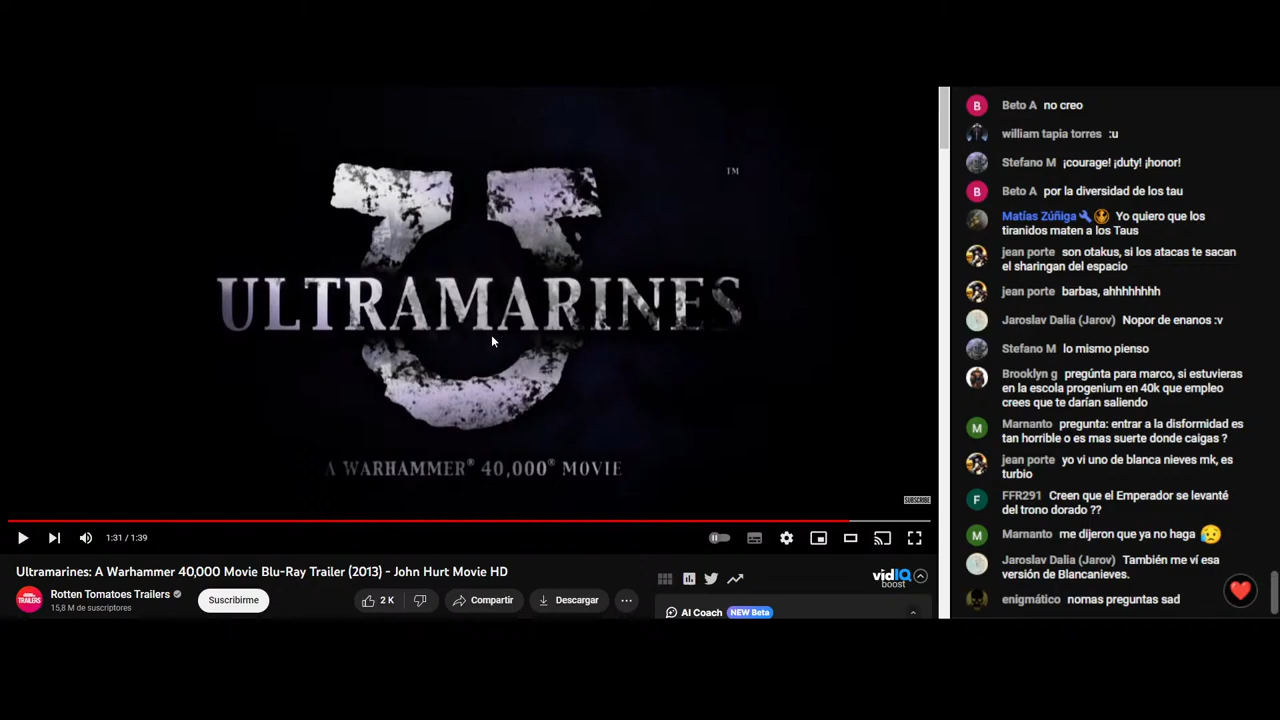 TM
ULTRAMARINES
A WARHAMMER® 40,000® MOVIE
SUBSCRIBE
1:31 / 1:39
Ultramarines: A Warhammer 40,000 Movie Blu-Ray Trailer (2013) - John Hurt Movie HD
TRAILERS
Rotten Tomatoes Trailers
15,8 M de suscriptores
Suscribirme
2 K
Compartir
Descargar
vidIQ
boost
AI Coach NEW Beta
B Beto A no creo
william tapia torres :u
Stefano M ¡courage! ¡duty! ¡honor!
B Beto A por la diversidad de los tau
Matías Zúñiga Yo quiero que los
tiranidos maten a los Taus
jean porte son otakus, si los atacas te sacan
el sharingan del espacio
jean porte barbas, ahhhhhhhh
Jaroslav Dalia (Jarov) Nopor de enanos :v
Stefano M lo mismo pienso
Brooklyn g pregúnta para marco, si estuvieras
en la escola progenium en 40k que empleo
crees que te darían saliendo
M Marnanto pregunta: entrar a la disformidad es
tan horrible o es mas suerte donde caigas ?
jean porte yo vi uno de blanca nieves mk, es
turbio
F FFR291 Creen que el Emperador se levanté
del trono dorado ??
M Marnanto me dijeron que ya no haga 😥
Jaroslav Dalia (Jarov) También me ví esa
versión de Blancanieves.
enigmático nomas preguntas sad